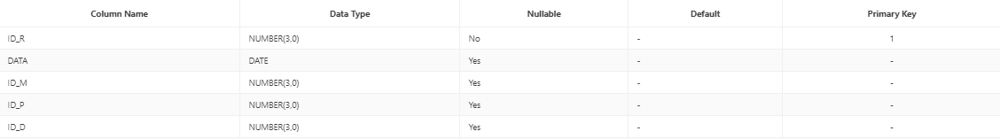 Column Name Data Type Nullable Default Primary Key
ID_R NUMBER(3,0) No - 1
DATA DATE Yes - -
ID_M NUMBER(3,0) Yes - -
ID_P NUMBER(3,0) Yes - -
ID_D NUMBER(3,0) Yes - -